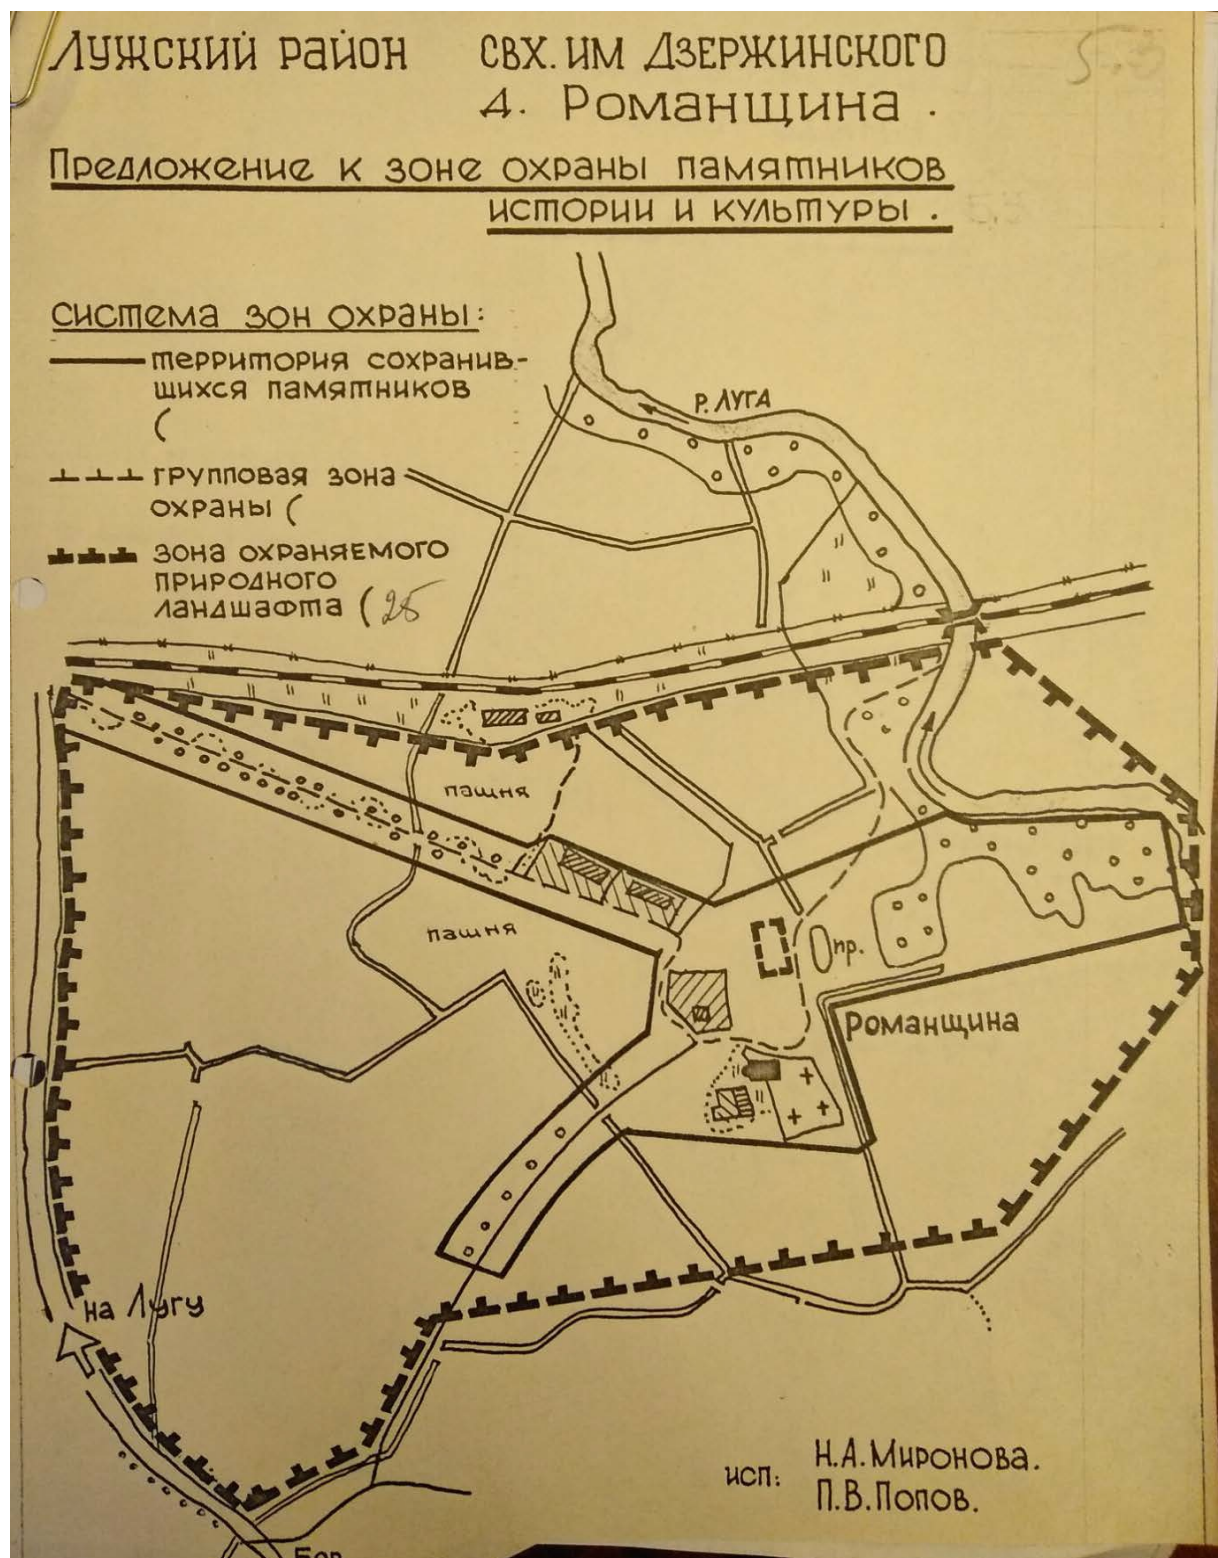 Лужский район свх. им Дзержинского
д. Романщина.
Предложение к зоне охраны памятников
истории и культуры.
система зон охраны:
территория сохранив-
шихся памятников
(
групповая зона
охраны (
зона охраняемого
природного
ландшафта (
р. Луга
пашня
пашня
пр.
Романщина
на Лугу
исп: Н.А.Миронова.
П.В.Попов.